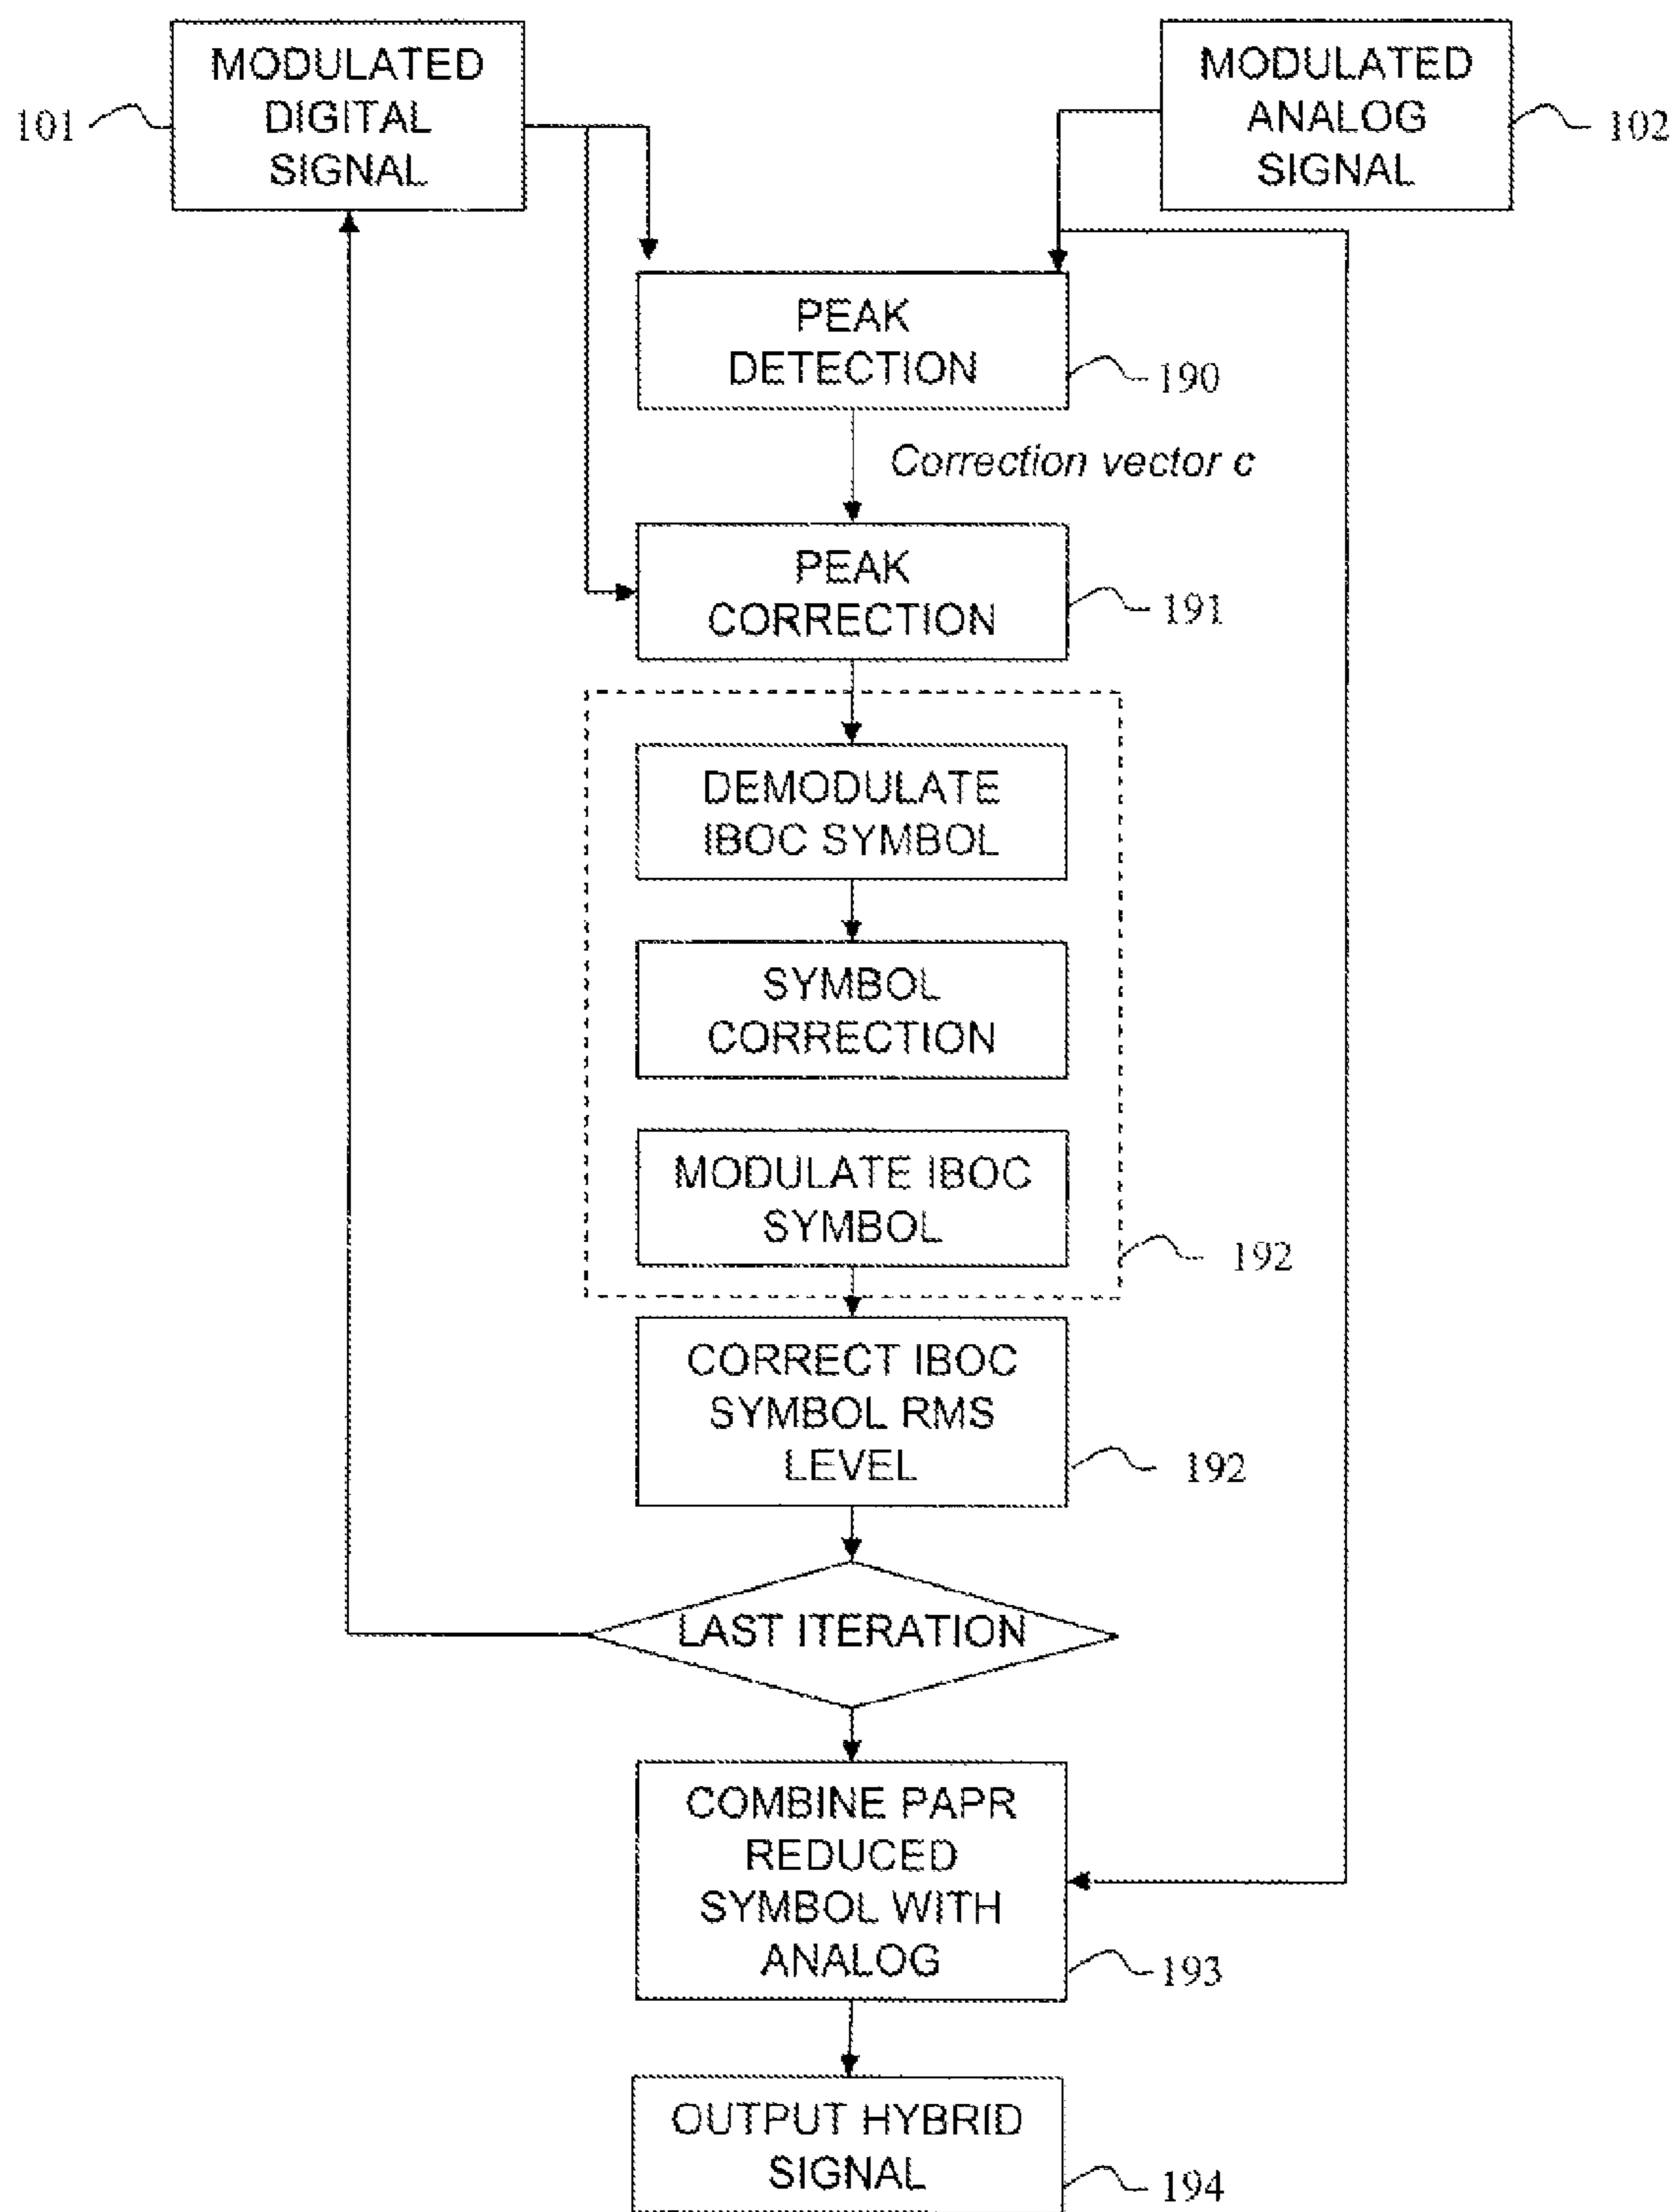 MODULATED
DIGITAL
SIGNAL
101
MODULATED
ANALOG
SIGNAL
102
PEAK
DETECTION
190
Correction vector c
PEAK
CORRECTION
191
DEMODULATE
IBOC SYMBOL
SYMBOL
CORRECTION
MODULATE IBOC
SYMBOL
192
CORRECT IBOC
SYMBOL RMS
LEVEL
192
LAST ITERATION
COMBINE PAPR
REDUCED
SYMBOL WITH
ANALOG
193
OUTPUT HYBRID
SIGNAL
194